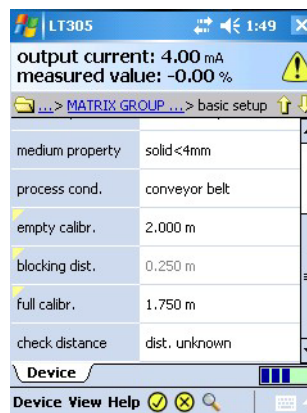 LT305 1:49
output current: 4.00 mA
measured value: -0.00 %
...> MATRIX GROUP ...> basic setup
medium property solid<4mm
process cond. conveyor belt
empty calibr. 2.000 m
blocking dist. 0.250 m
full calibr. 1.750 m
check distance dist. unknown
Device
Device View Help